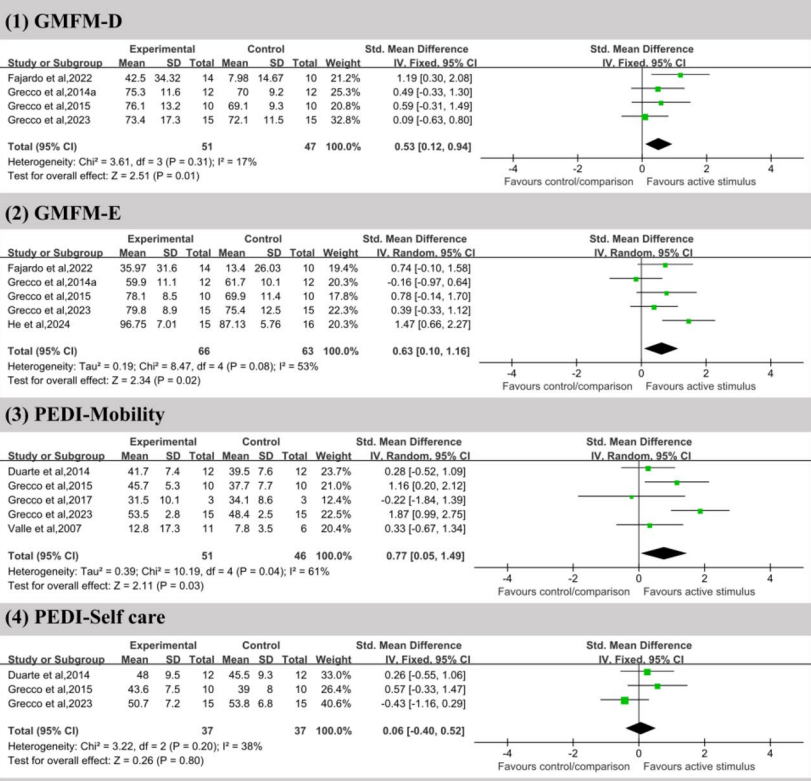 (1) GMFM-D
Experimental Control Std. Mean Difference Std. Mean Difference
Study or Subgroup Mean SD Total Mean SD Total Weight IV. Fixed. 95% CI IV. Fixed. 95% CI
Fajardo et al,2022 42.5 34.32 14 7.98 14.67 10 21.2% 1.19 [0.30, 2.08]
Grecco et al,2014a 75.3 11.6 12 70 9.2 12 25.3% 0.49 [-0.33, 1.30]
Grecco et al,2015 76.1 13.2 10 69.1 9.3 10 20.8% 0.59 [-0.31, 1.49]
Grecco et al,2023 73.4 17.3 15 72.1 11.5 15 32.8% 0.09 [-0.63, 0.80]
Total (95% CI) 51 47 100.0% 0.53 [0.12, 0.94]
Heterogeneity: Chi² = 3.61, df = 3 (P = 0.31); I² = 17%
Test for overall effect: Z = 2.51 (P = 0.01)
-4 -2 0 2 4
Favours control/comparison Favours active stimulus
(2) GMFM-E
Experimental Control Std. Mean Difference Std. Mean Difference
Study or Subgroup Mean SD Total Mean SD Total Weight IV. Random. 95% CI IV. Random. 95% CI
Fajardo et al,2022 35.97 31.6 14 13.4 26.03 10 19.4% 0.74 [-0.10, 1.58]
Grecco et al,2014a 59.9 11.1 12 61.7 10.1 12 20.3% -0.16 [-0.97, 0.64]
Grecco et al,2015 78.1 8.5 10 69.9 11.4 10 17.8% 0.78 [-0.14, 1.70]
Grecco et al,2023 79.8 8.9 15 75.4 12.5 15 22.3% 0.39 [-0.33, 1.12]
He et al,2024 96.75 7.01 15 87.13 5.76 16 20.3% 1.47 [0.66, 2.27]
Total (95% CI) 66 63 100.0% 0.63 [0.10, 1.16]
Heterogeneity: Tau² = 0.19; Chi² = 8.47, df = 4 (P = 0.08); I² = 53%
Test for overall effect: Z = 2.34 (P = 0.02)
-4 -2 0 2 4
Favours control/comparison Favours active stimulus
(3) PEDI-Mobility
Experimental Control Std. Mean Difference Std. Mean Difference
Study or Subgroup Mean SD Total Mean SD Total Weight IV. Random. 95% CI IV. Random. 95% CI
Duarte et al,2014 41.7 7.4 12 39.5 7.6 12 23.7% 0.28 [-0.52, 1.09]
Grecco et al,2015 45.7 5.3 10 37.7 7.7 10 21.0% 1.16 [0.20, 2.12]
Grecco et al,2017 31.5 10.1 3 34.1 8.6 3 12.4% -0.22 [-1.84, 1.39]
Grecco et al,2023 53.5 2.8 15 48.4 2.5 15 22.5% 1.87 [0.99, 2.75]
Valle et al,2007 12.8 17.3 11 7.8 3.5 6 20.4% 0.33 [-0.67, 1.34]
Total (95% CI) 51 46 100.0% 0.77 [0.05, 1.49]
Heterogeneity: Tau² = 0.39; Chi² = 10.19, df = 4 (P = 0.04); I² = 61%
Test for overall effect: Z = 2.11 (P = 0.03)
-4 -2 0 2 4
Favours control/comparison Favours active stimulus
(4) PEDI-Self care
Experimental Control Std. Mean Difference Std. Mean Difference
Study or Subgroup Mean SD Total Mean SD Total Weight IV. Fixed. 95% CI IV. Fixed. 95% CI
Duarte et al,2014 48 9.5 12 45.5 9.3 12 33.0% 0.26 [-0.55, 1.06]
Grecco et al,2015 43.6 7.5 10 39 8 10 26.4% 0.57 [-0.33, 1.47]
Grecco et al,2023 50.7 7.2 15 53.8 6.8 15 40.6% -0.43 [-1.16, 0.29]
Total (95% CI) 37 37 100.0% 0.06 [-0.40, 0.52]
Heterogeneity: Chi² = 3.22, df = 2 (P = 0.20); I² = 38%
Test for overall effect: Z = 0.26 (P = 0.80)
-4 -2 0 2 4
Favours control/comparison Favours active stimulus